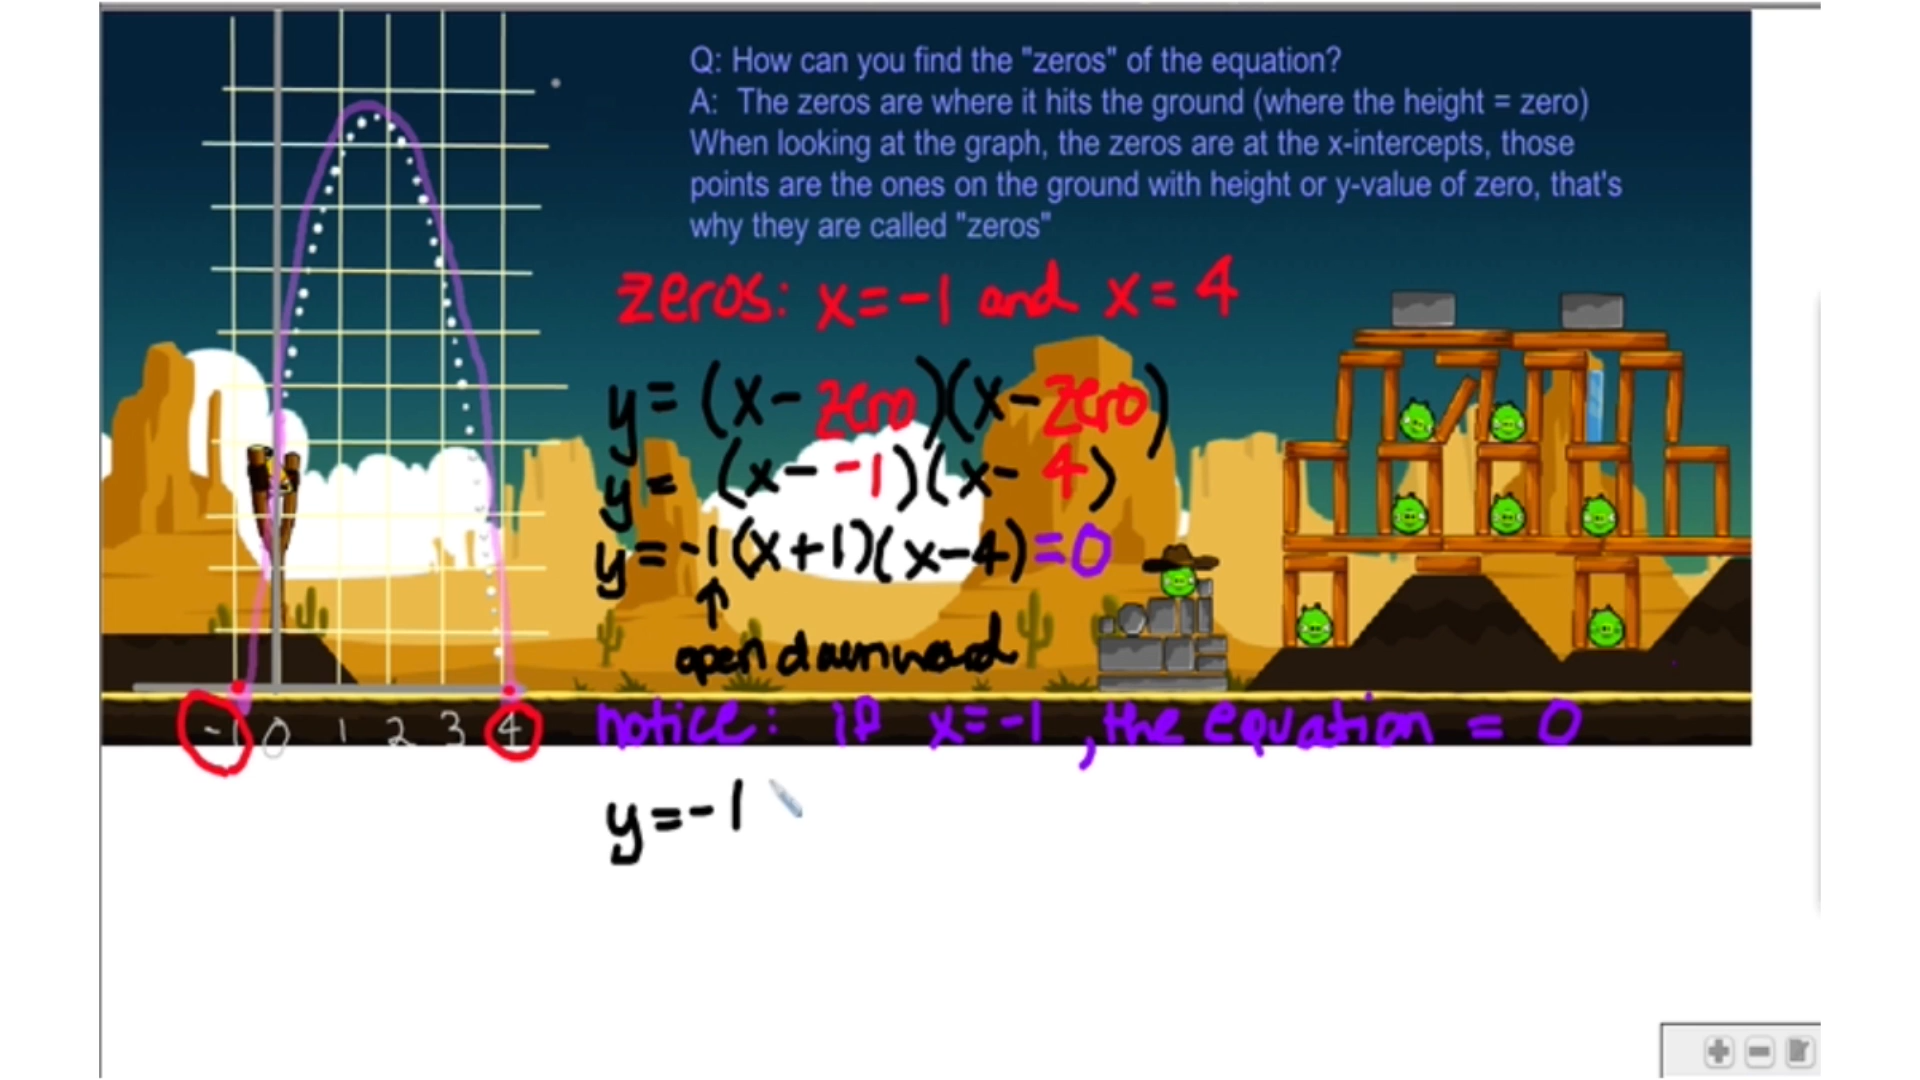 Q: How can you find the "zeros" of the equation?
A: The zeros are where it hits the ground (where the height = zero)
When looking at the graph, the zeros are at the x-intercepts, those
points are the ones on the ground with height or y-value of zero, that's
why they are called "zeros"
zeros: x=-1 and x=4
y=(x-zero)(x-zero)
y=(x--1)(x-4)
y=-1(x+1)(x-4)=0
↑
open downward
-1 0 1 2 3 4
notice: if x=-1, the equation = 0
y=-1